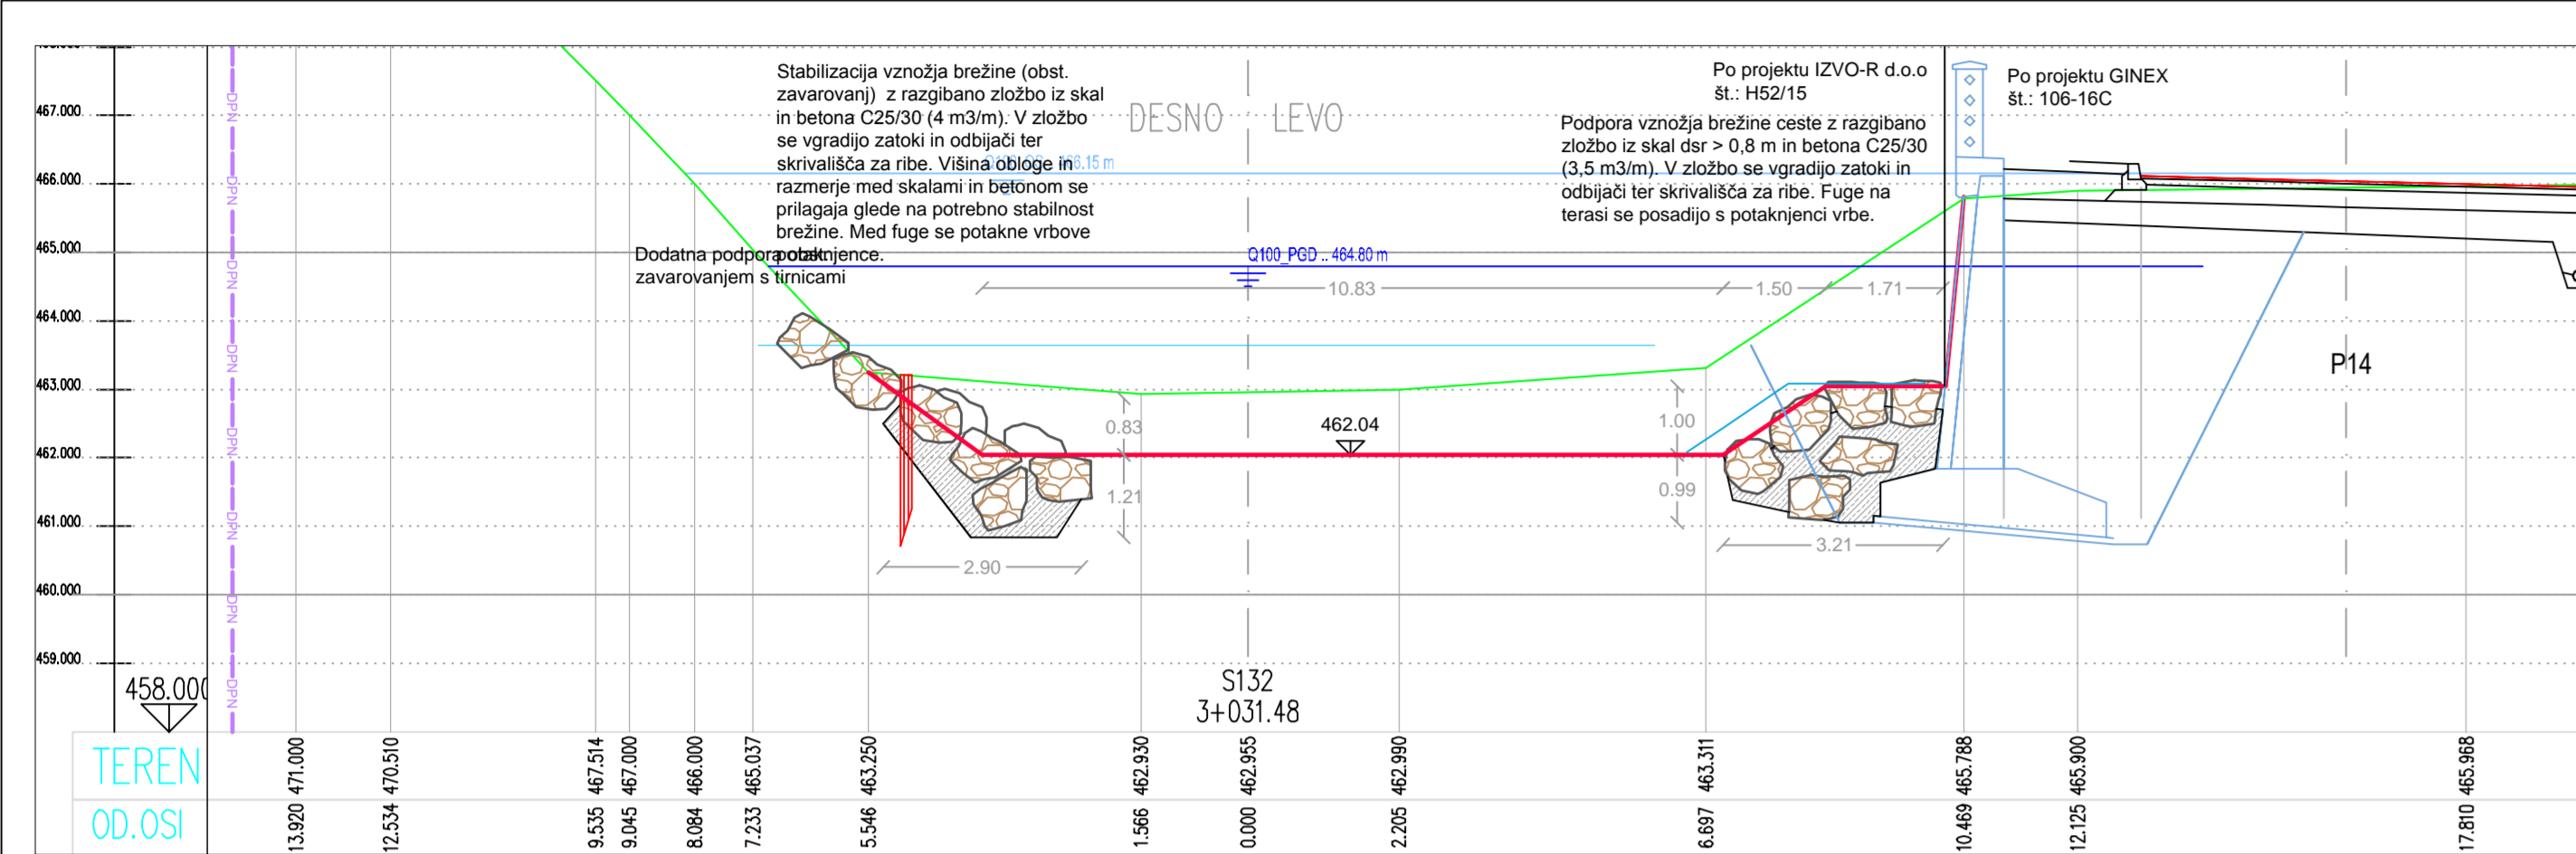 Stabilizacija vznožja brežine (obst.
zavarovanj) z razgibano zložbo iz skal
in betona C25/30 (4 m3/m). V zložbo
se vgradijo zatoki in odbijači ter
skrivališča za ribe. Višina obloge in
razmerje med skalami in betonom se
prilagaja glede na potrebno stabilnost
brežine. Med fuge se potakne vrbove
potaknjence.
Dodatna podpora obst.
zavarovanjem s tirnicami
466.15 m
DESNO LEVO
Po projektu IZVO-R d.o.o
št.: H52/15
Podpora vznožja brežine ceste z razgibano
zložbo iz skal dsr > 0,8 m in betona C25/30
(3,5 m3/m). V zložbo se vgradijo zatoki in
odbijači ter skrivališča za ribe. Fuge na
terasi se posadijo s potaknjenci vrbe.
Po projektu GINEX
št.: 106-16C
Q100_PGD .. 464.80 m
10.83 1.50 1.71
467.000
466.000
465.000
464.000
463.000
462.000
461.000
460.000
459.000
458.000
DPN
DPN
DPN
DPN
DPN
DPN
DPN
DPN
P14
0.83
1.21
2.90
462.04
1.00
0.99
3.21
S132
3+031.48
TEREN 471.000 470.510 467.514 467.000 466.000 465.037 463.250 462.930 462.955 462.990 463.311 465.788 465.900 465.968
OD.OSI 13.920 12.534 9.535 9.045 8.084 7.233 5.546 1.566 0.000 2.205 6.697 10.469 12.125 17.810